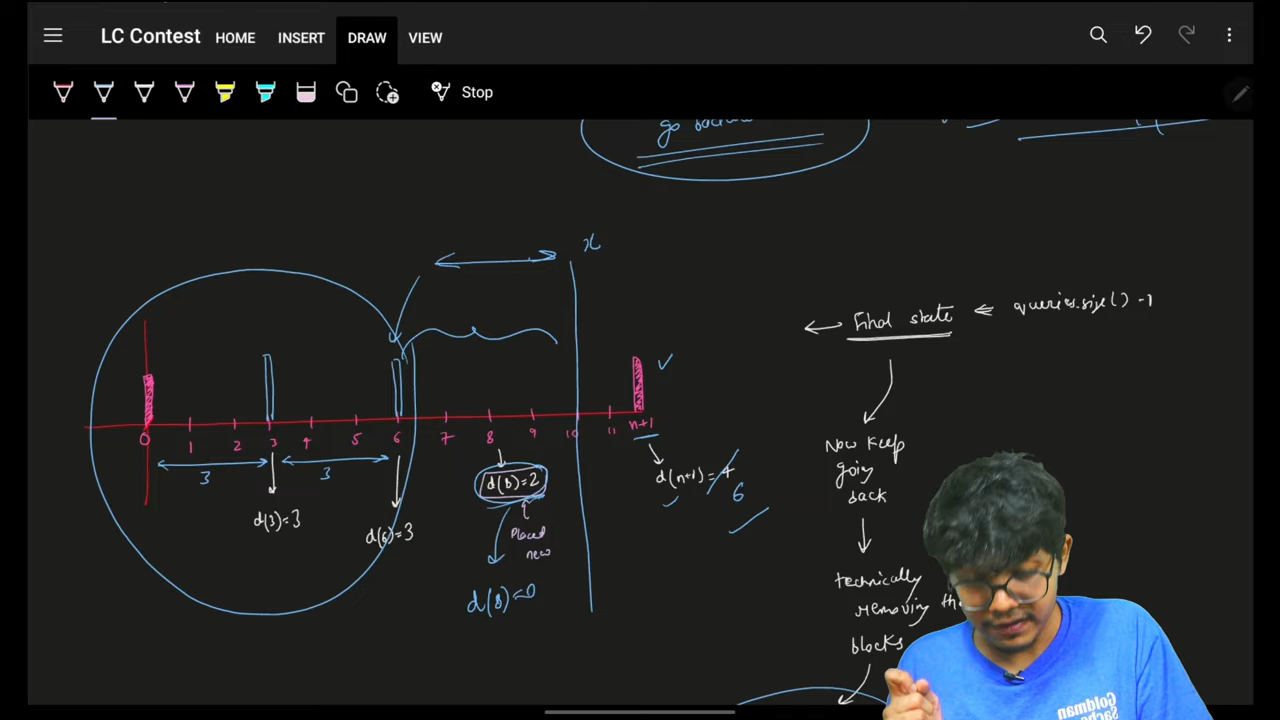 LC Contest HOME INSERT DRAW VIEW
Stop
go
x
Final state ⇐ queries.size() - 1
0 1 2 3 4 5 6 7 8 9 10 11 n+1
3 3
d(3)=3
d(6)=3
d(8)=2
Placed
new
d(8)=0
d(n+1)=4
6
Now keep
going
back
technically
removing
blocks
Goldman
Sachs